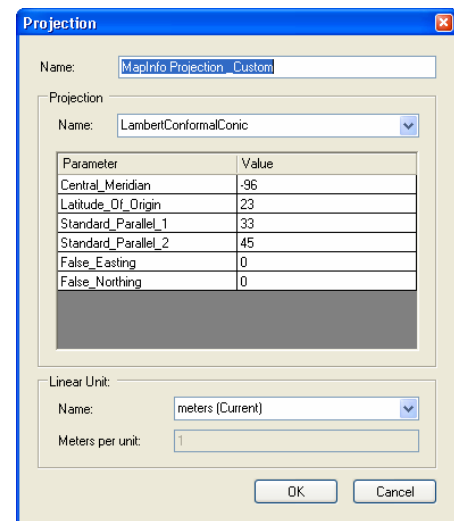 Projection
Name: MapInfo Projection _Custom
Projection
Name: LambertConformalConic
Parameter Value
Central_Meridian -96
Latitude_Of_Origin 23
Standard_Parallel_1 33
Standard_Parallel_2 45
False_Easting 0
False_Northing 0
Linear Unit:
Name: meters (Current)
Meters per unit: 1
OK Cancel